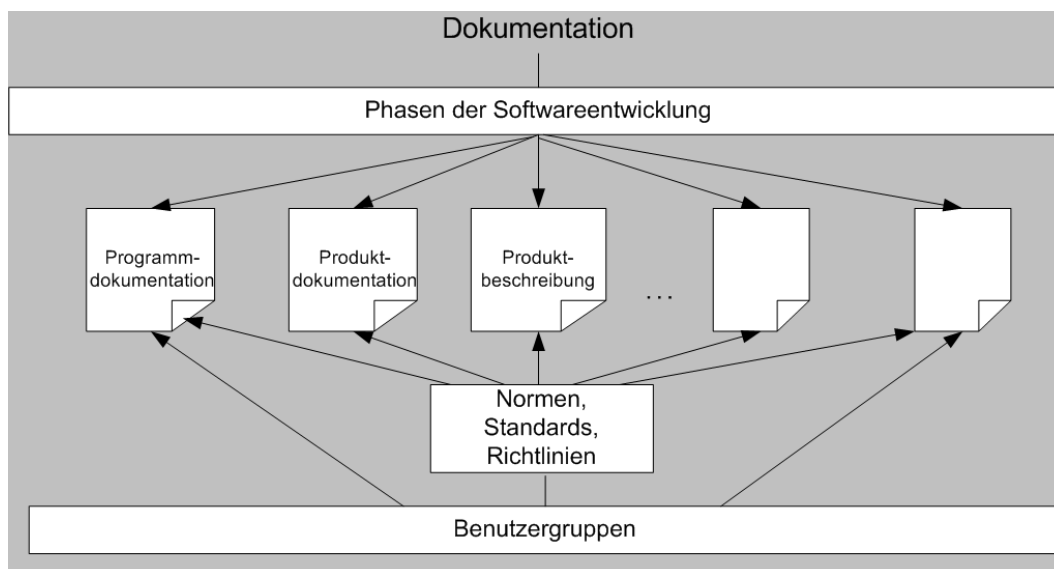 Dokumentation
Phasen der Softwareentwicklung
Programm-
dokumentation
Produkt-
dokumentation
Produkt-
beschreibung
...
Normen,
Standards,
Richtlinien
Benutzergruppen